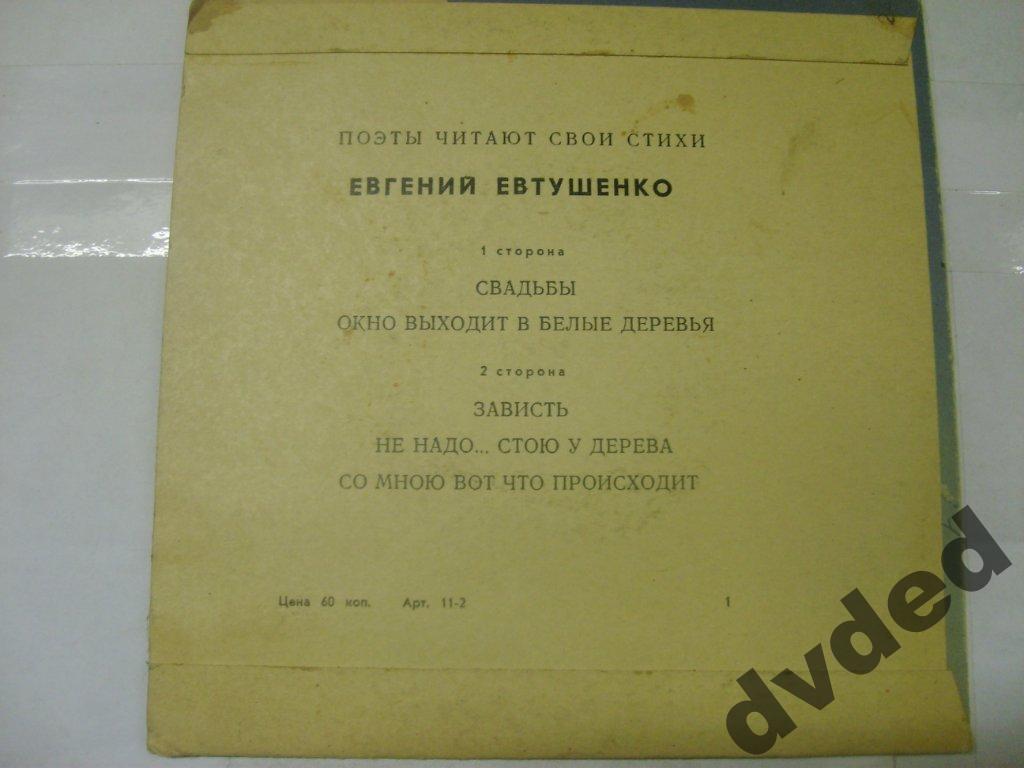 ПОЭТЫ ЧИТАЮТ СВОИ СТИХИ
ЕВГЕНИЙ ЕВТУШЕНКО
1 сторона
СВАДЬБЫ
ОКНО ВЫХОДИТ В БЕЛЫЕ ДЕРЕВЬЯ
2 сторона
ЗАВИСТЬ
НЕ НАДО... СТОЮ У ДЕРЕВА
СО МНОЮ ВОТ ЧТО ПРОИСХОДИТ
Цена 60 коп. Арт. 11-2 1
dvded